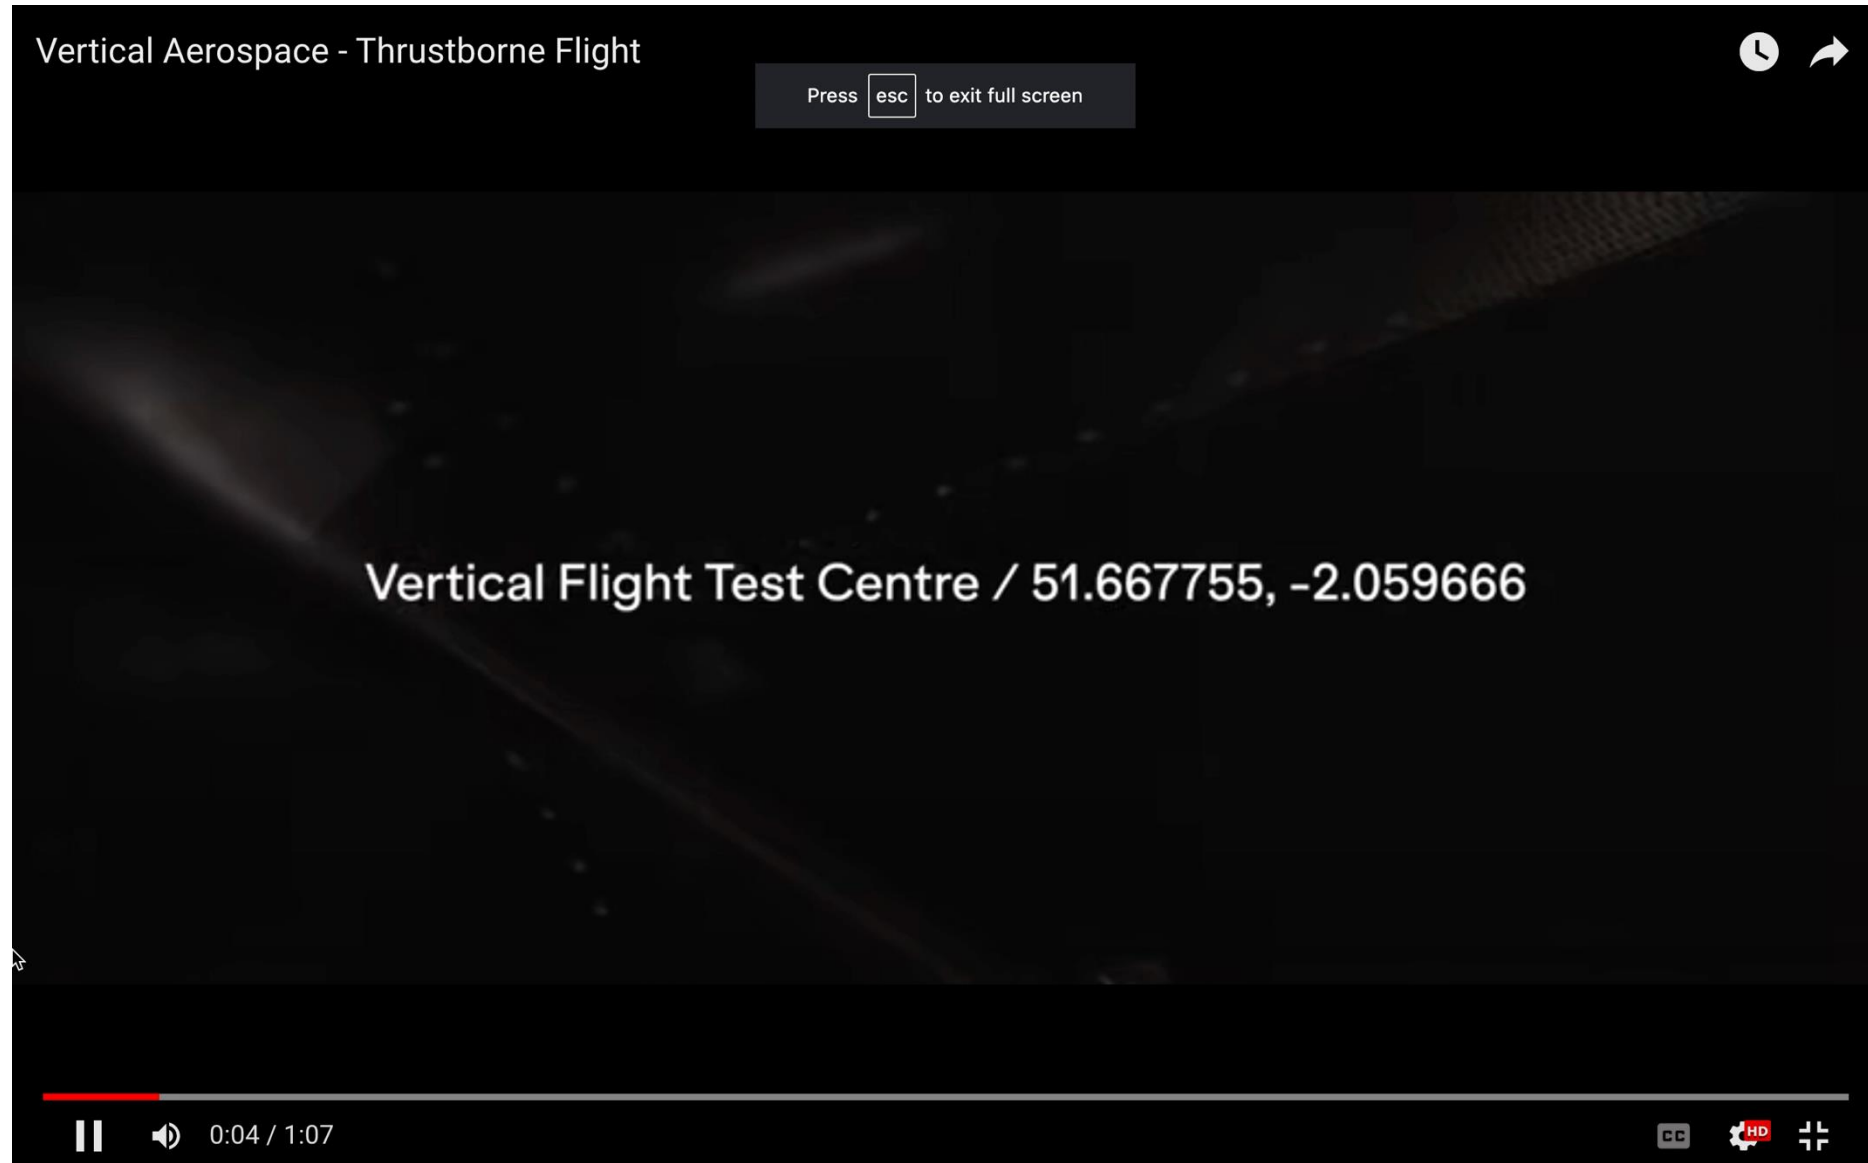 Vertical Aerospace - Thrustborne Flight
Press esc to exit full screen
Vertical Flight Test Centre / 51.667755, -2.059666
0:04 / 1:07
CC
HD